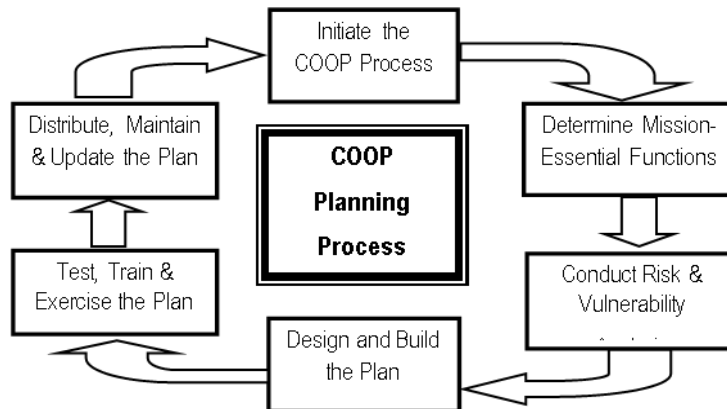 Initiate the
COOP Process
Determine Mission-
Essential Functions
Conduct Risk &
Vulnerability
Design and Build
the Plan
Test, Train &
Exercise the Plan
Distribute, Maintain
& Update the Plan
COOP
Planning
Process